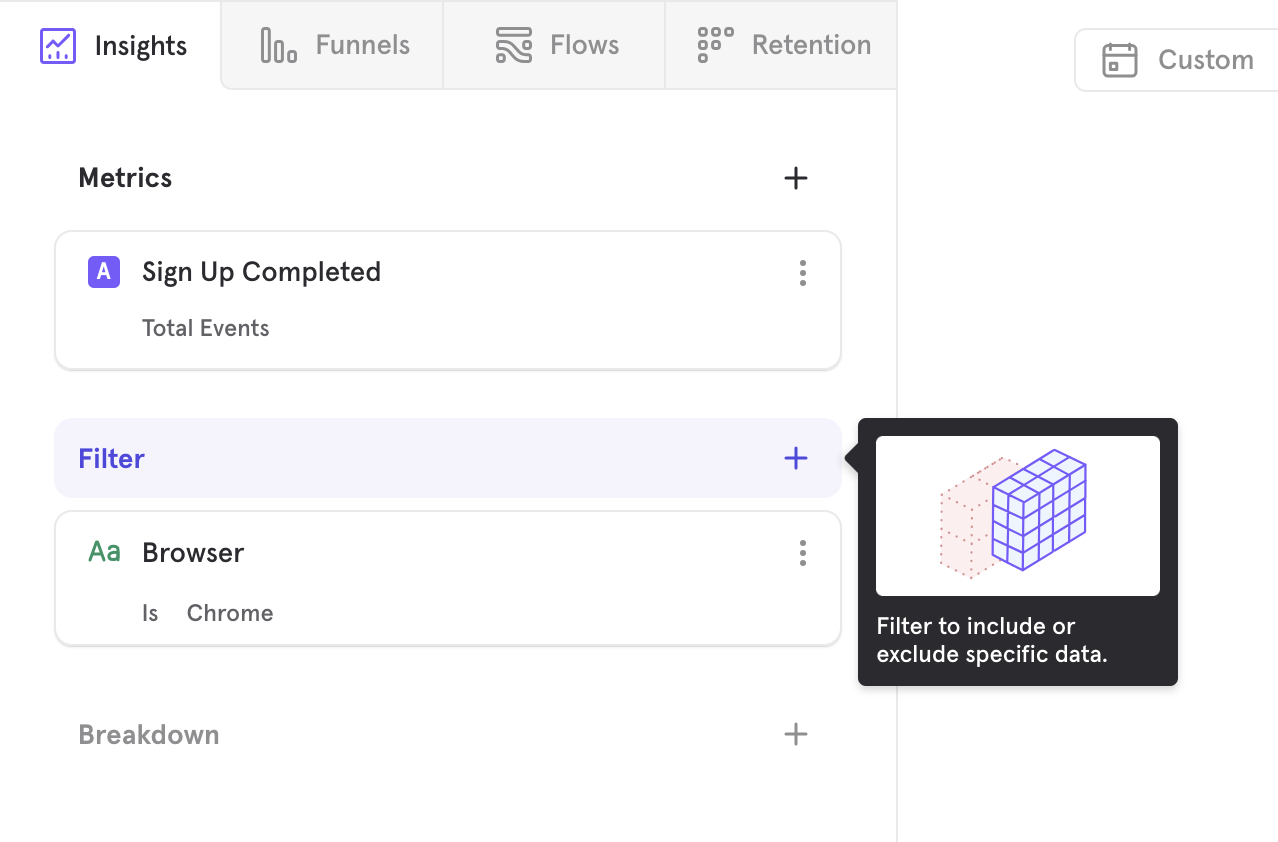 Insights
Funnels
Flows
Retention
Custom
Metrics
A Sign Up Completed
Total Events
Filter
Aa Browser
Is Chrome
Filter to include or
exclude specific data.
Breakdown